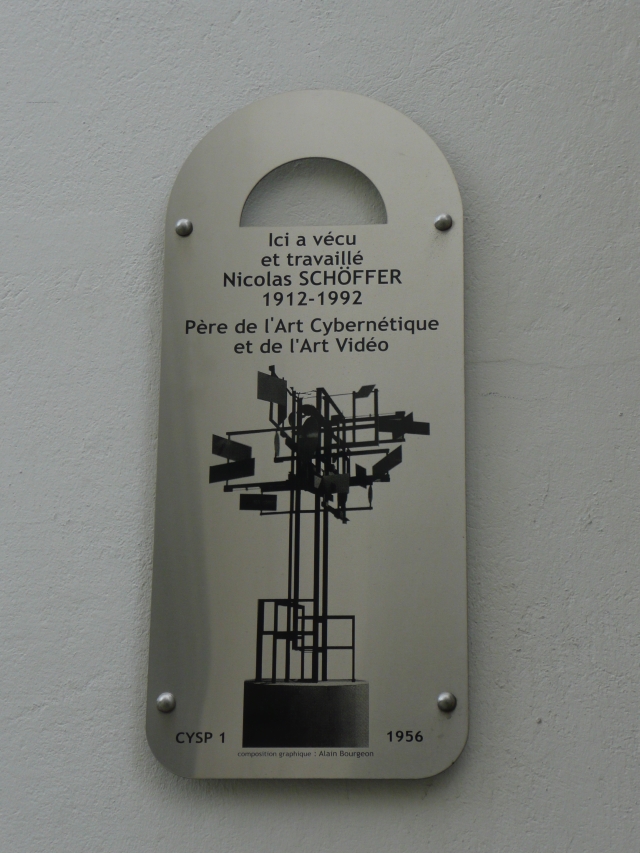 Ici a vécu
et travaillé
Nicolas SCHÖFFER
1912-1992
Père de l'Art Cybernétique
et de l'Art Vidéo
CYSP 1 1956
composition graphique : Alain Bourgeon